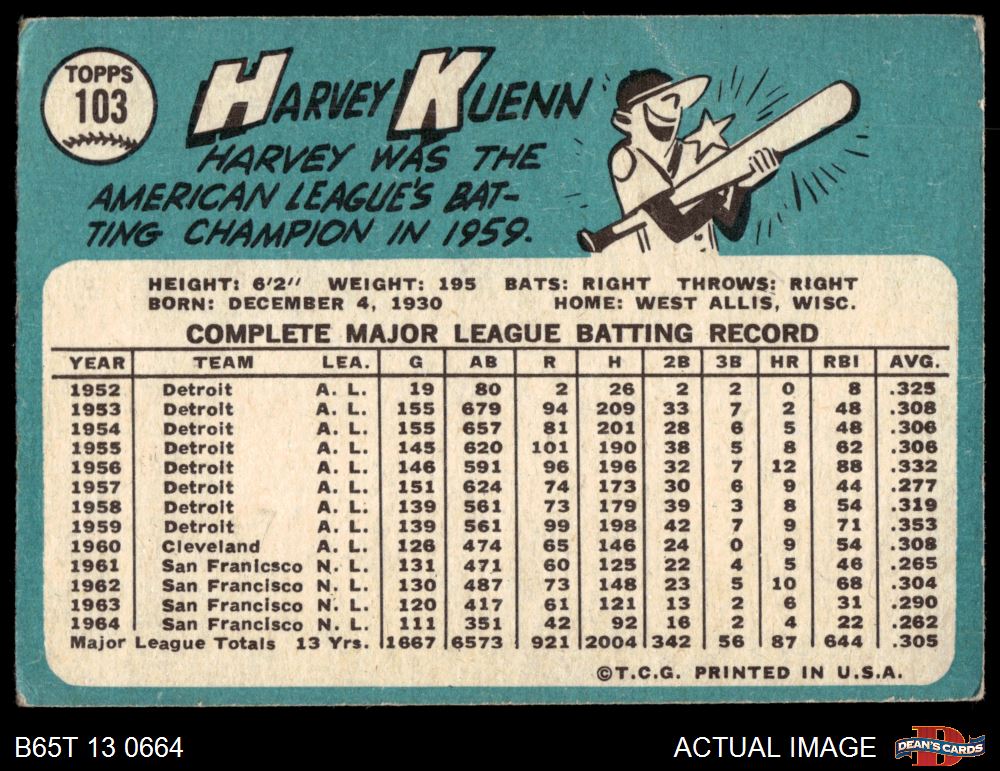 TOPPS
103
HARVEY KUENN
HARVEY WAS THE
AMERICAN LEAGUE'S BAT-
TING CHAMPION IN 1959.
HEIGHT: 6'2" WEIGHT: 195 BATS: RIGHT THROWS: RIGHT
BORN: DECEMBER 4, 1930 HOME: WEST ALLIS, WISC.
COMPLETE MAJOR LEAGUE BATTING RECORD
YEAR TEAM LEA. G AB R H 2B 3B HR RBI AVG.
1952 Detroit A. L. 19 80 2 26 2 2 0 8 .325
1953 Detroit A. L. 155 679 94 209 33 7 2 48 .308
1954 Detroit A. L. 155 657 81 201 28 6 5 48 .306
1955 Detroit A. L. 145 620 101 190 38 5 8 62 .306
1956 Detroit A. L. 146 591 96 196 32 7 12 88 .332
1957 Detroit A. L. 151 624 74 173 30 6 9 44 .277
1958 Detroit A. L. 139 561 73 179 39 3 8 54 .319
1959 Detroit A. L. 139 561 99 198 42 7 9 71 .353
1960 Cleveland A. L. 126 474 65 146 24 0 9 54 .308
1961 San Franicsco N. L. 131 471 60 125 22 4 5 46 .265
1962 San Francisco N. L. 130 487 73 148 23 5 10 68 .304
1963 San Francisco N. L. 120 417 61 121 13 2 6 31 .290
1964 San Francisco N. L. 111 351 42 92 16 2 4 22 .262
Major League Totals 13 Yrs. 1667 6573 921 2004 342 56 87 644 .305
©T.C.G. PRINTED IN U.S.A.
B65T 13 0664 ACTUAL IMAGE DEAN'S CARDS